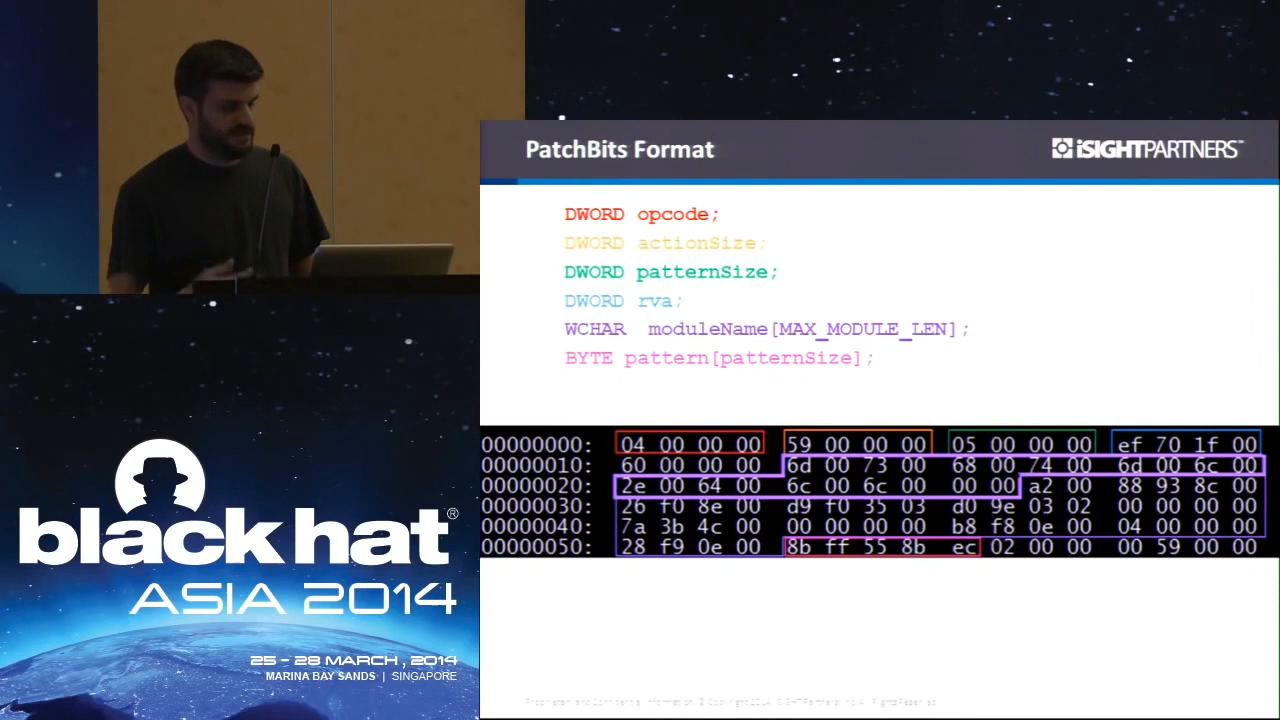 PatchBits Format
iSIGHTPARTNERS™
DWORD opcode;
DWORD actionSize;
DWORD patternSize;
DWORD rva;
WCHAR moduleName[MAX_MODULE_LEN];
BYTE pattern[patternSize];
00000000: 04 00 00 00 59 00 00 00 05 00 00 00 ef 70 1f 00
00000010: 60 00 00 00 6d 00 73 00 68 00 74 00 6d 00 6c 00
00000020: 2e 00 64 00 6c 00 6c 00 00 00 a2 00 88 93 8c 00
00000030: 26 f0 8e 00 d9 f0 35 03 d0 9e 03 02 00 00 00 00
00000040: 7a 3b 4c 00 00 00 00 00 b8 f8 0e 00 04 00 00 00
00000050: 28 f9 0e 00 8b ff 55 8b ec 02 00 00 00 59 00 00
black hat®
ASIA 2014
25 - 28 MARCH, 2014
MARINA BAY SANDS | SINGAPORE